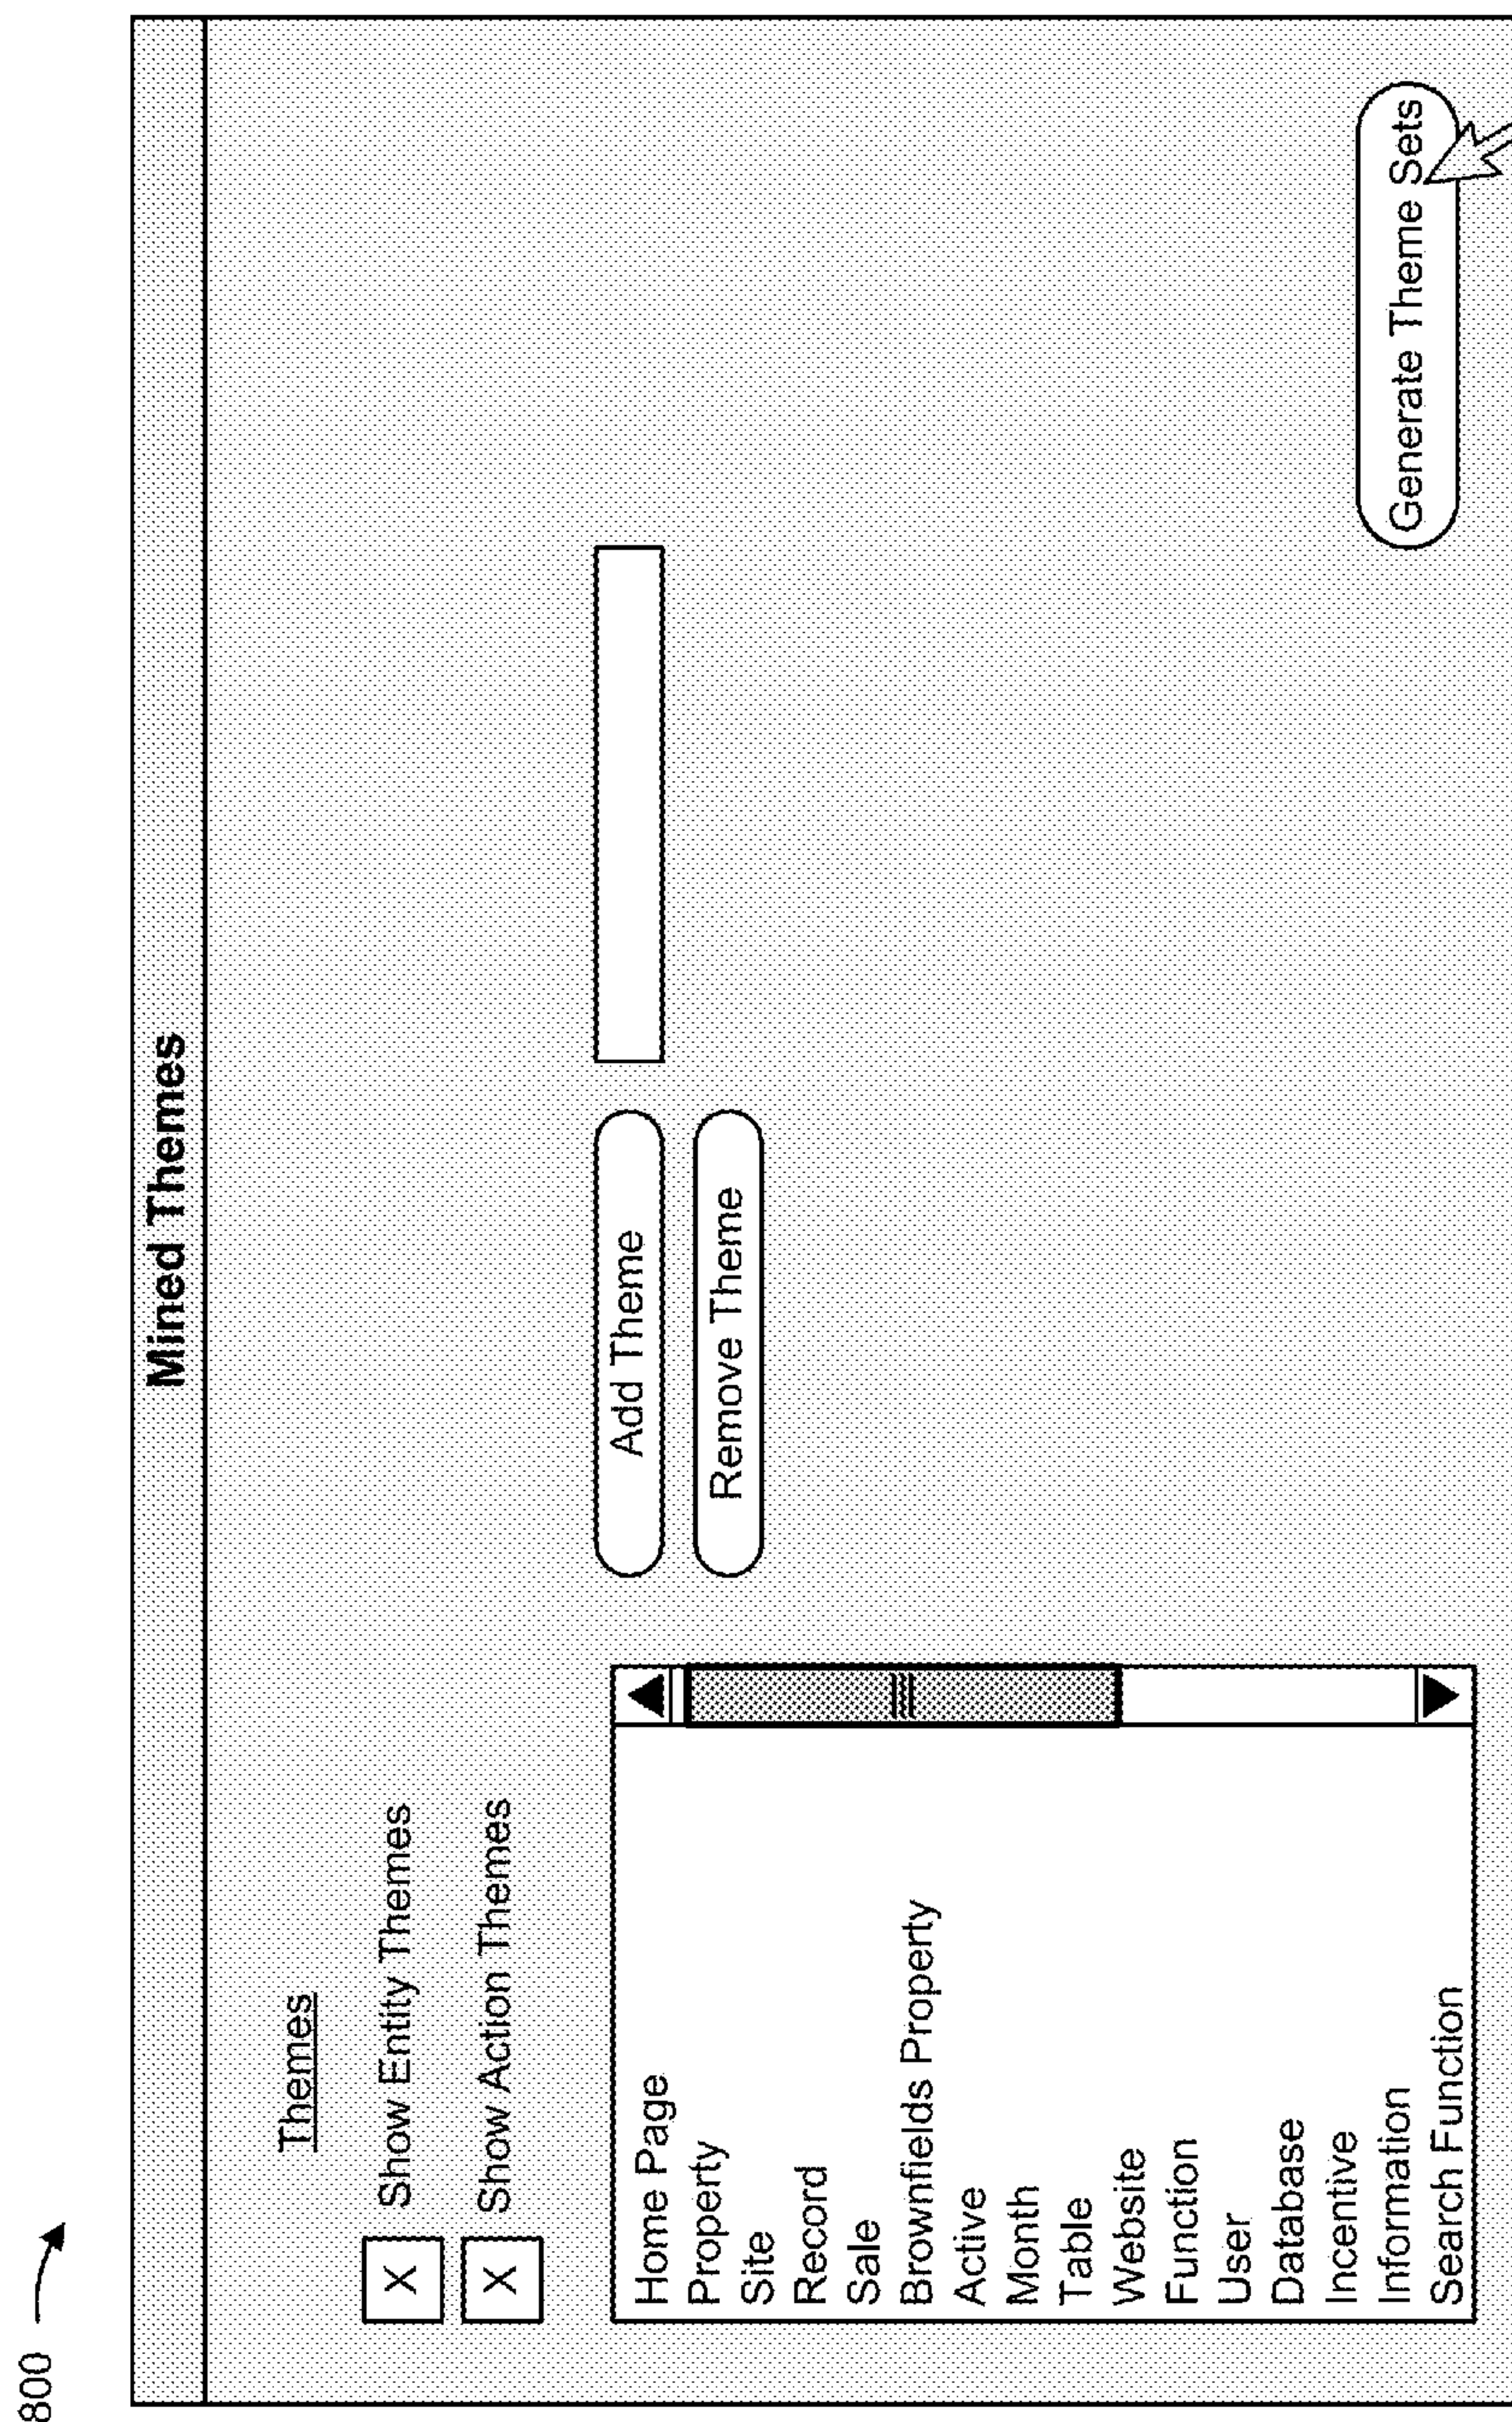 800
Mined Themes
Themes
X Show Entity Themes
X Show Action Themes
Home Page
Property
Site
Record
Sale
Brownfields Property
Active
Month
Table
Website
Function
User
Database
Incentive
Information
Search Function
Add Theme
Remove Theme
Generate Theme Sets